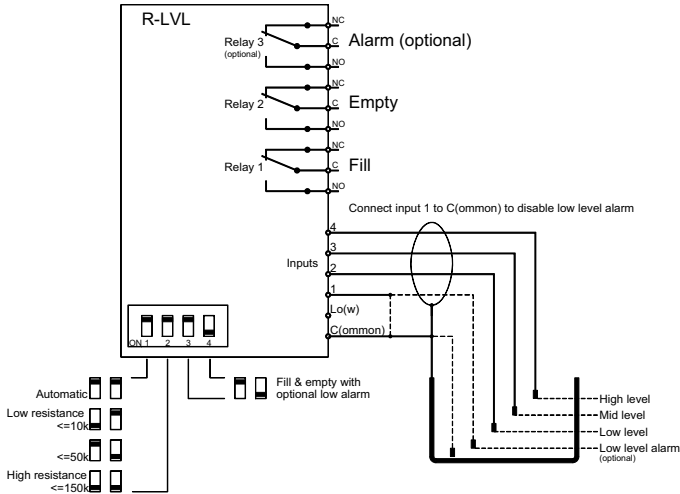 R-LVL
NC
Relay 3
(optional)
C
Alarm (optional)
NO
NC
Relay 2
C
Empty
NO
NC
Relay 1
C
Fill
NO
Connect input 1 to C(ommon) to disable low level alarm
4
3
Inputs
2
1
Lo(w)
C(ommon)
ON 1 2 3 4
Automatic
Fill & empty with
optional low alarm
Low resistance
<=10k
<=50k
High resistance
<=150k
High level
Mid level
Low level
Low level alarm
(optional)